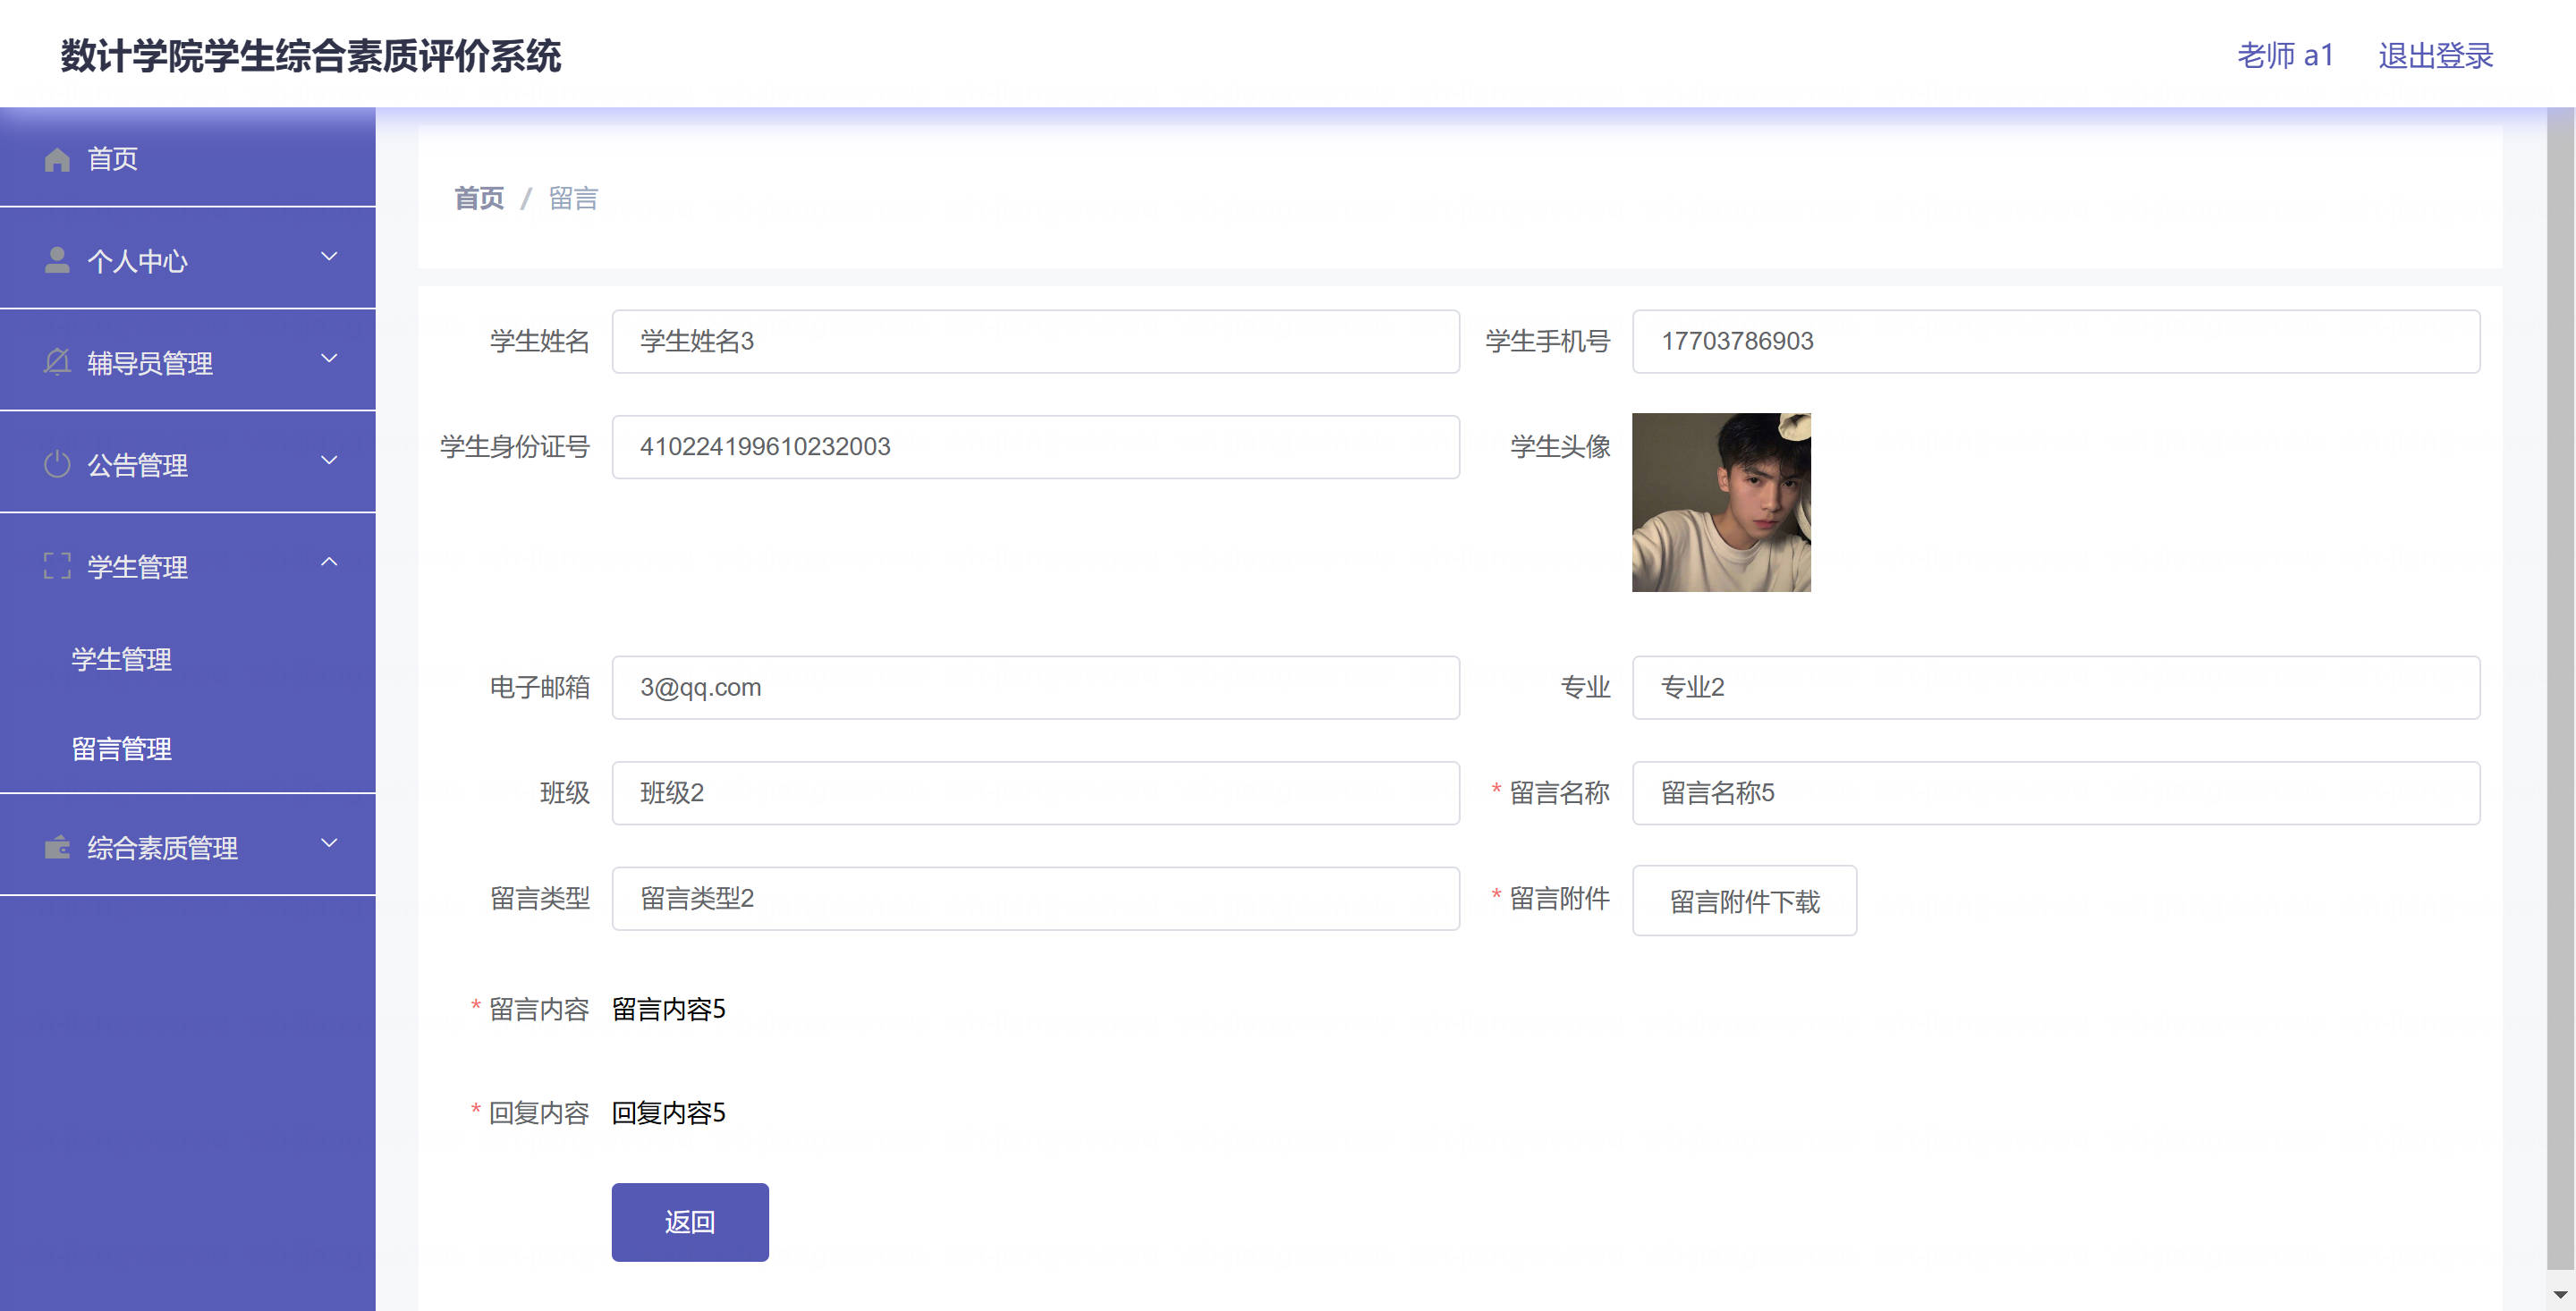 数计学院学生综合素质评价系统
老师 a1 退出登录
首页
个人中心
辅导员管理
公告管理
学生管理
学生管理
留言管理
综合素质管理
首页 / 留言
学生姓名 学生姓名3 学生手机号 17703786903
学生身份证号 410224199610232003 学生头像
电子邮箱 3@qq.com 专业 专业2
班级 班级2 * 留言名称 留言名称5
留言类型 留言类型2 * 留言附件 留言附件下载
* 留言内容 留言内容5
* 回复内容 回复内容5
返回